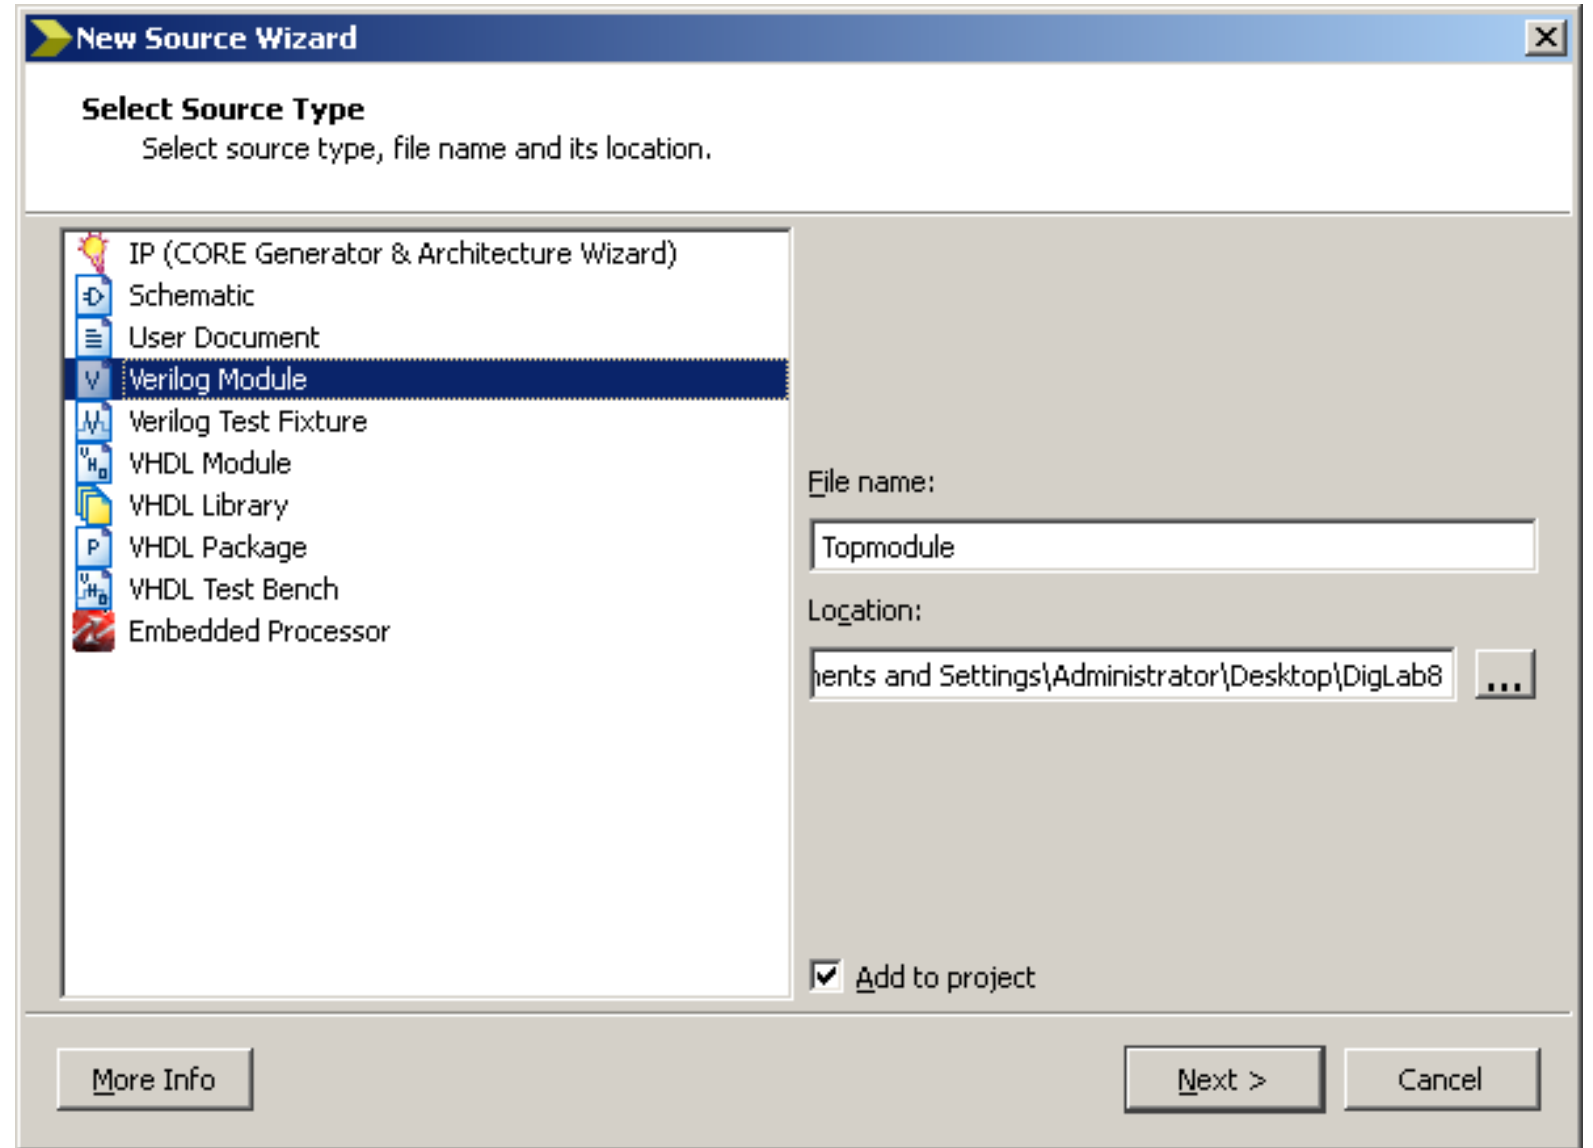 New Source Wizard
Select Source Type
Select source type, file name and its location.
IP (CORE Generator & Architecture Wizard)
Schematic
User Document
Verilog Module
Verilog Test Fixture
VHDL Module
VHDL Library
VHDL Package
VHDL Test Bench
Embedded Processor
File name:
Topmodule
Location:
ments and Settings\Administrator\Desktop\DigLab8
...
Add to project
More Info
Next >
Cancel